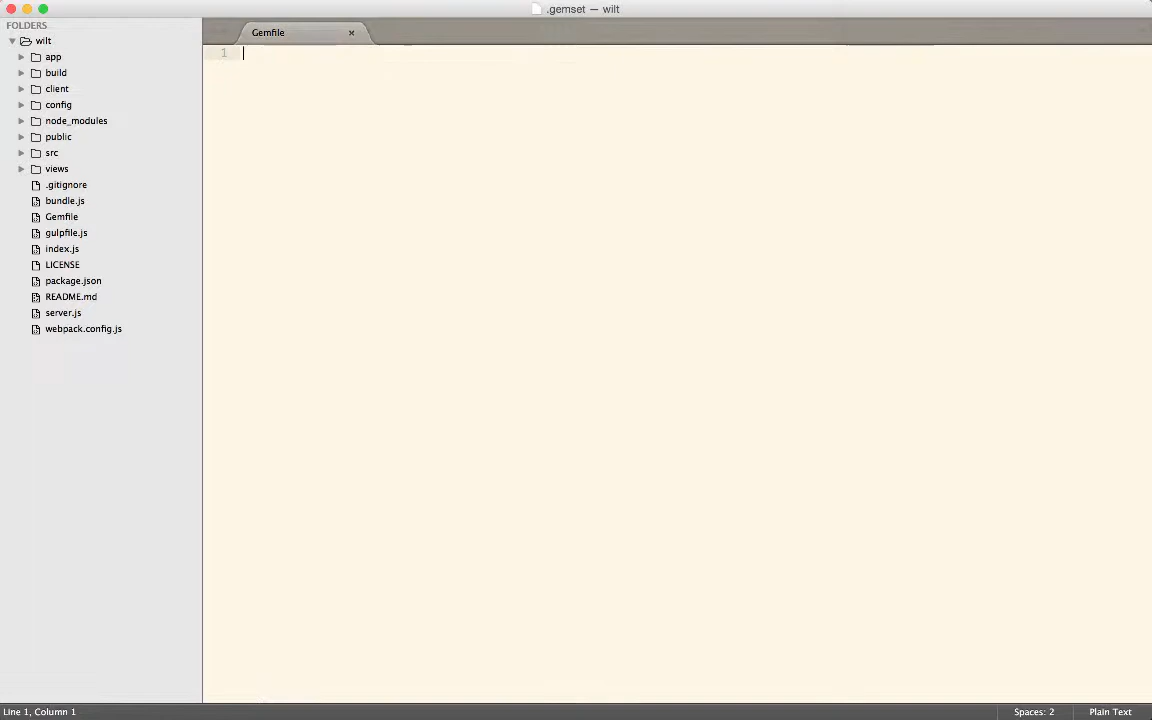 .gemset — wilt
FOLDERS
wilt
app
build
client
config
node_modules
public
src
views
.gitignore
bundle.js
Gemfile
gulpfile.js
index.js
LICENSE
package.json
README.md
server.js
webpack.config.js
Gemfile ×
1
Line 1, Column 1
Spaces: 2
Plain Text